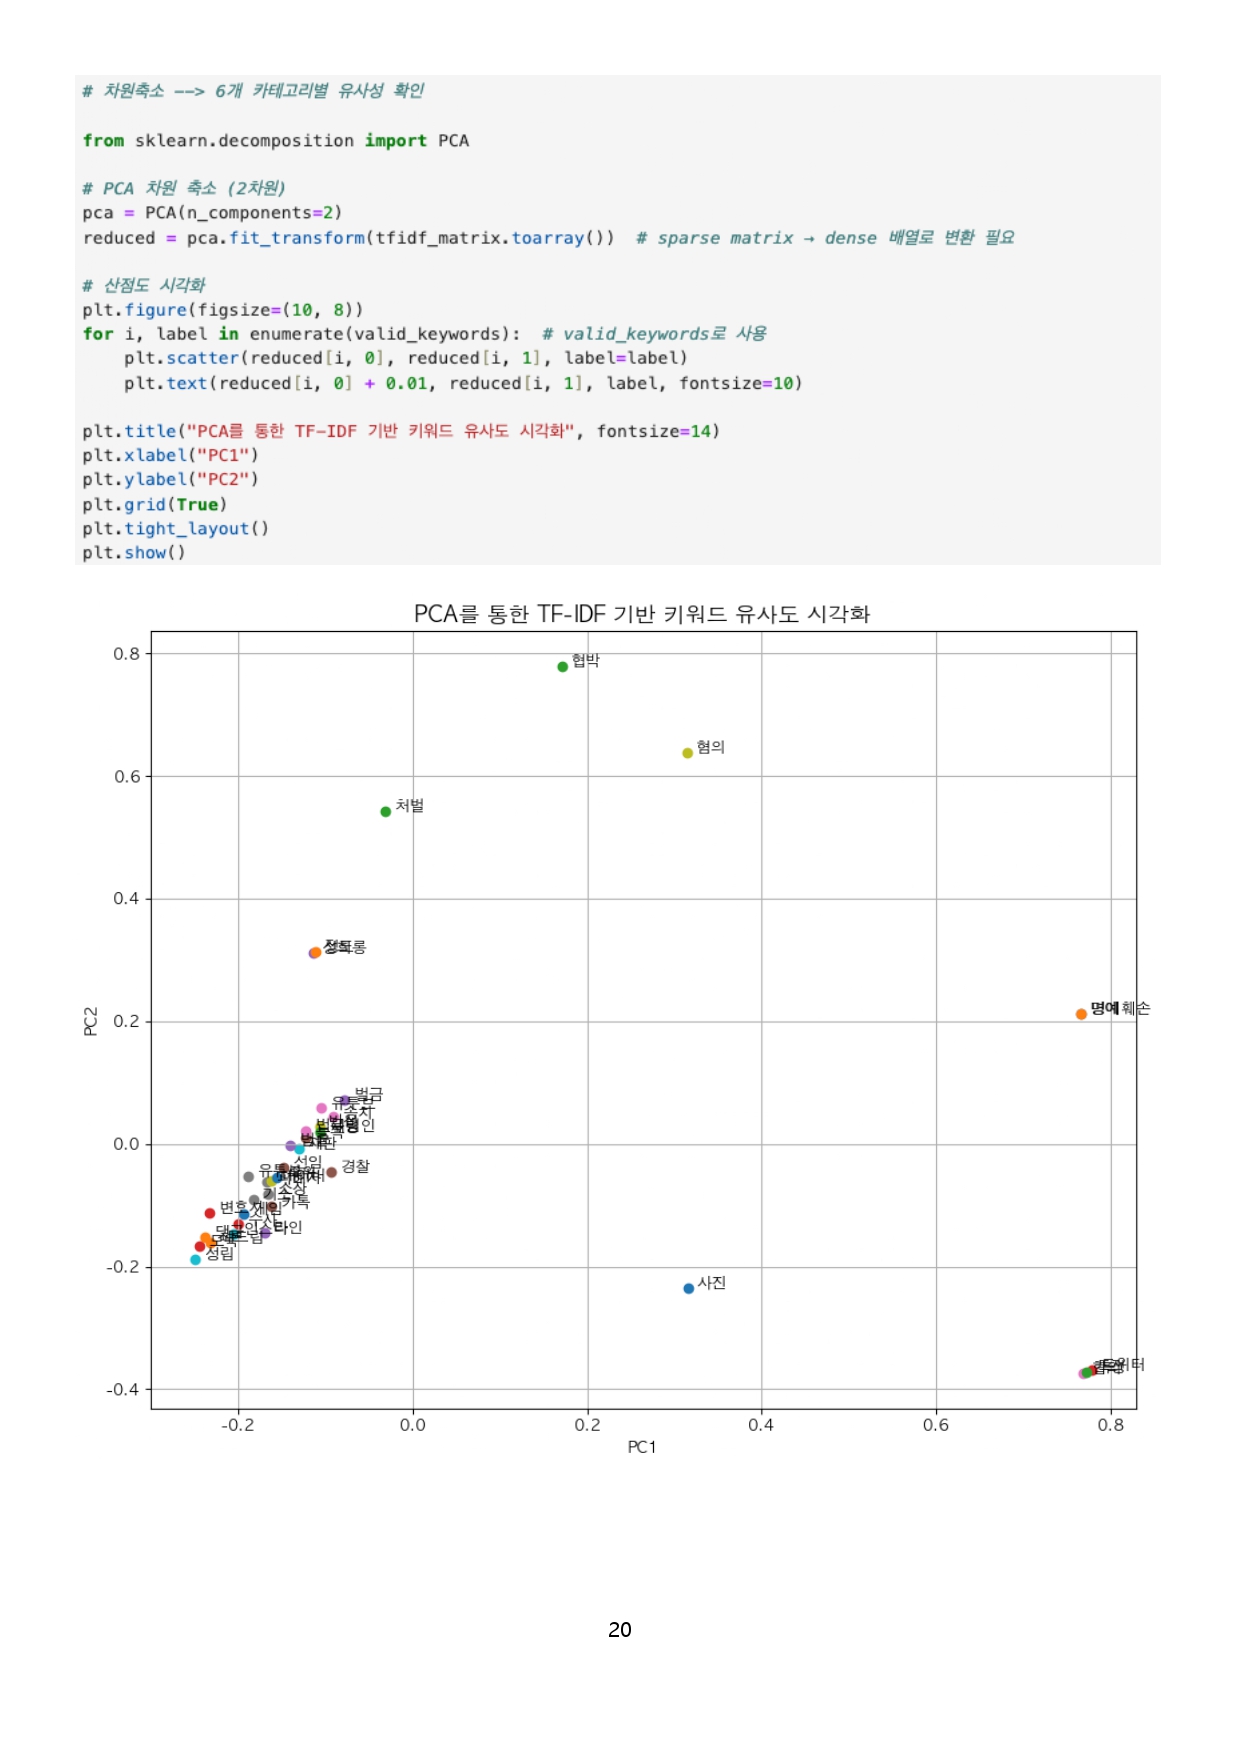 # 차원축소 --> 6개 카테고리별 유사성 확인
from sklearn.decomposition import PCA
# PCA 차원 축소 (2차원)
pca = PCA(n_components=2)
reduced = pca.fit_transform(tfidf_matrix.toarray())  # sparse matrix → dense 배열로 변환 필요
# 산점도 시각화
plt.figure(figsize=(10, 8))
for i, label in enumerate(valid_keywords):  # valid_keywords로 사용
    plt.scatter(reduced[i, 0], reduced[i, 1], label=label)
    plt.text(reduced[i, 0] + 0.01, reduced[i, 1], label, fontsize=10)
plt.title("PCA를 통한 TF-IDF 기반 키워드 유사도 시각화", fontsize=14)
plt.xlabel("PC1")
plt.ylabel("PC2")
plt.grid(True)
plt.tight_layout()
plt.show()
PCA를 통한 TF-IDF 기반 키워드 유사도 시각화
0.8
협박
혐의
0.6
처벌
0.4
PC2
0.2
명예훼손
벌금
0.0
선임
경찰
카톡
성립
-0.2
사진
트위터
-0.4
-0.2
0.0
0.2
0.4
0.6
0.8
PC1
20